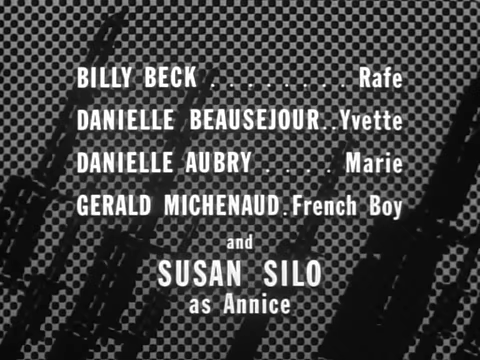 BILLY BECK . . . . . . . . Rafe
DANIELLE BEAUSEJOUR..Yvette
DANIELLE AUBRY . . . . Marie
GERALD MICHENAUD.French Boy
and
SUSAN SILO
as Annice